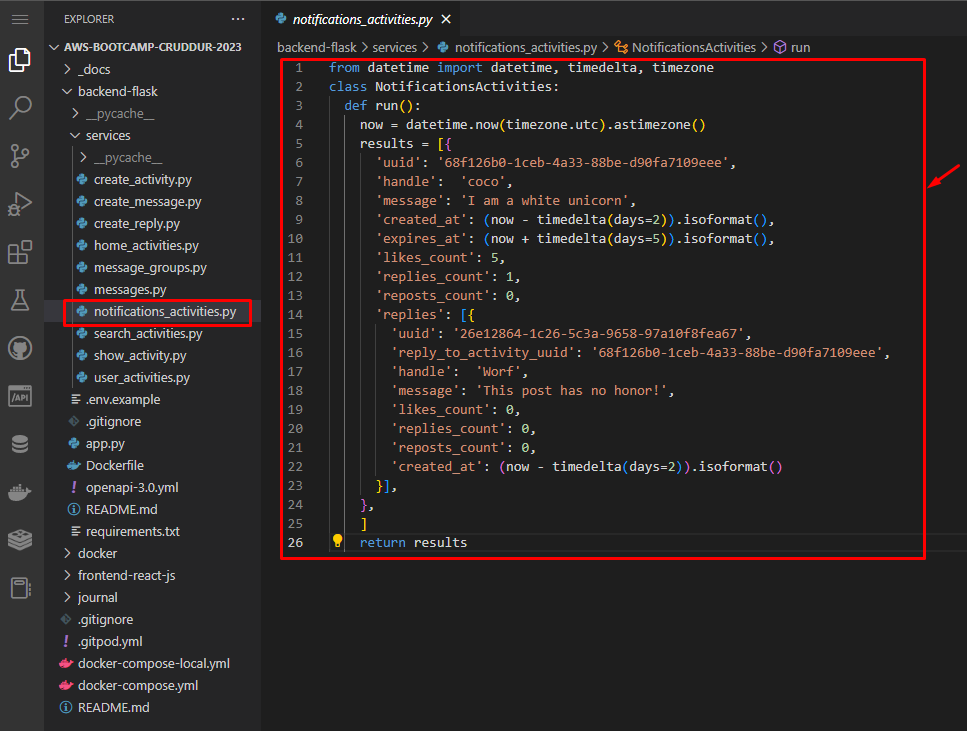 EXPLORER
AWS-BOOTCAMP-CRUDDUR-2023
_docs
backend-flask
__pycache__
services
__pycache__
create_activity.py
create_message.py
create_reply.py
home_activities.py
message_groups.py
messages.py
notifications_activities.py
search_activities.py
show_activity.py
user_activities.py
.env.example
.gitignore
app.py
Dockerfile
openapi-3.0.yml
README.md
requirements.txt
docker
frontend-react-js
journal
.gitignore
.gitpod.yml
docker-compose-local.yml
docker-compose.yml
README.md
/API
notifications_activities.py
backend-flask > services > notifications_activities.py > NotificationsActivities > run
1 from datetime import datetime, timedelta, timezone
2 class NotificationsActivities:
3 def run():
4 now = datetime.now(timezone.utc).astimezone()
5 results = [{
6 'uuid': '68f126b0-1ceb-4a33-88be-d90fa7109eee',
7 'handle': 'coco',
8 'message': 'I am a white unicorn',
9 'created_at': (now - timedelta(days=2)).isoformat(),
10 'expires_at': (now + timedelta(days=5)).isoformat(),
11 'likes_count': 5,
12 'replies_count': 1,
13 'reposts_count': 0,
14 'replies': [{
15 'uuid': '26e12864-1c26-5c3a-9658-97a10f8fea67',
16 'reply_to_activity_uuid': '68f126b0-1ceb-4a33-88be-d90fa7109eee',
17 'handle': 'Worf',
18 'message': 'This post has no honor!',
19 'likes_count': 0,
20 'replies_count': 0,
21 'reposts_count': 0,
22 'created_at': (now - timedelta(days=2)).isoformat()
23 }],
24 },
25 ]
26 return results